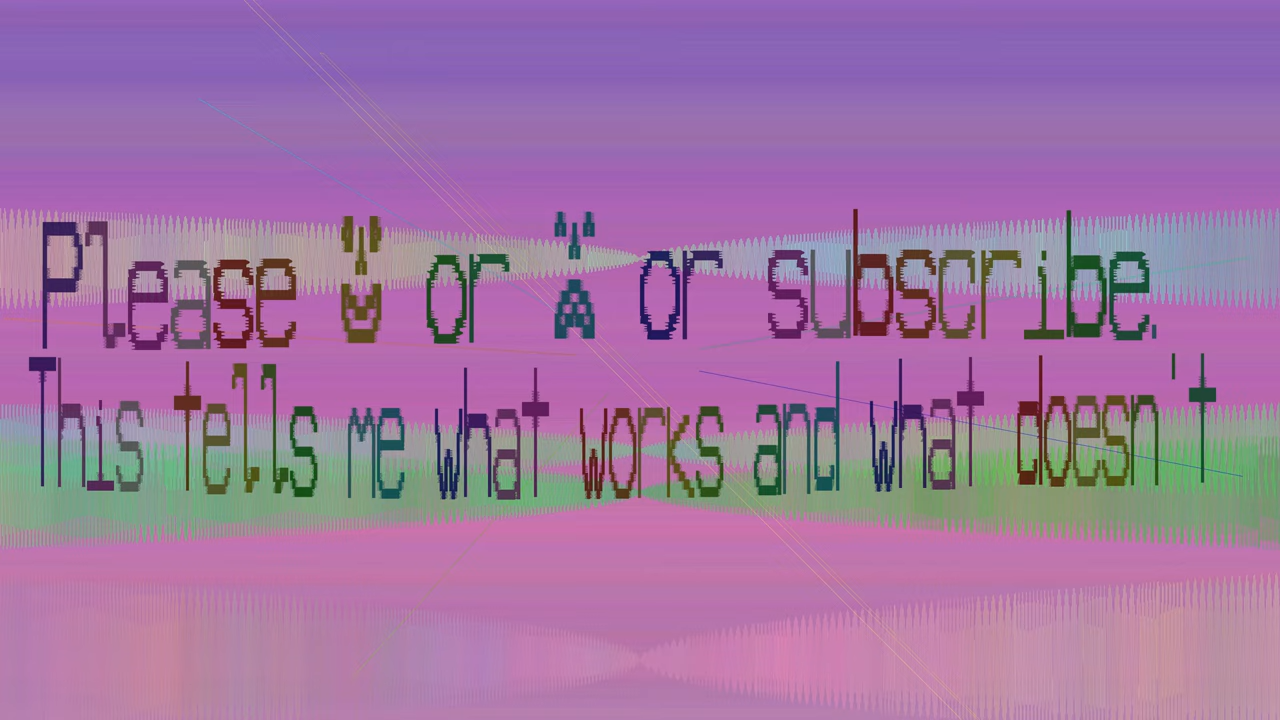 Please ☺ or ☹ or subscribe.
This tells me what works and what doesn't